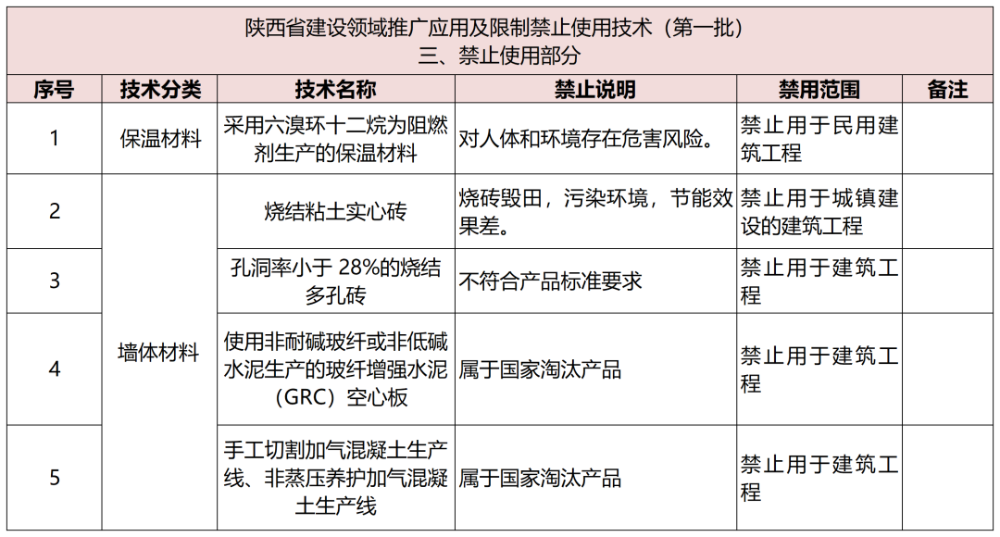 陕西省建设领域推广应用及限制禁止使用技术（第一批）
三、禁止使用部分
序号 技术分类 技术名称 禁止说明 禁用范围 备注
1 保温材料 采用六溴环十二烷为阻燃 对人体和环境存在危害风险。 禁止用于民用建
剂生产的保温材料 筑工程
2 烧结粘土实心砖 烧砖毁田，污染环境，节能效 禁止用于城镇建
果差。 设的建筑工程
3 孔洞率小于 28%的烧结 不符合产品标准要求 禁止用于建筑工
多孔砖 程
墙体材料
4 使用非耐碱玻纤或非低碱 属于国家淘汰产品 禁止用于建筑工
水泥生产的玻纤增强水泥 程
（GRC）空心板
5 手工切割加气混凝土生产 属于国家淘汰产品 禁止用于建筑工
线、非蒸压养护加气混凝 程
土生产线